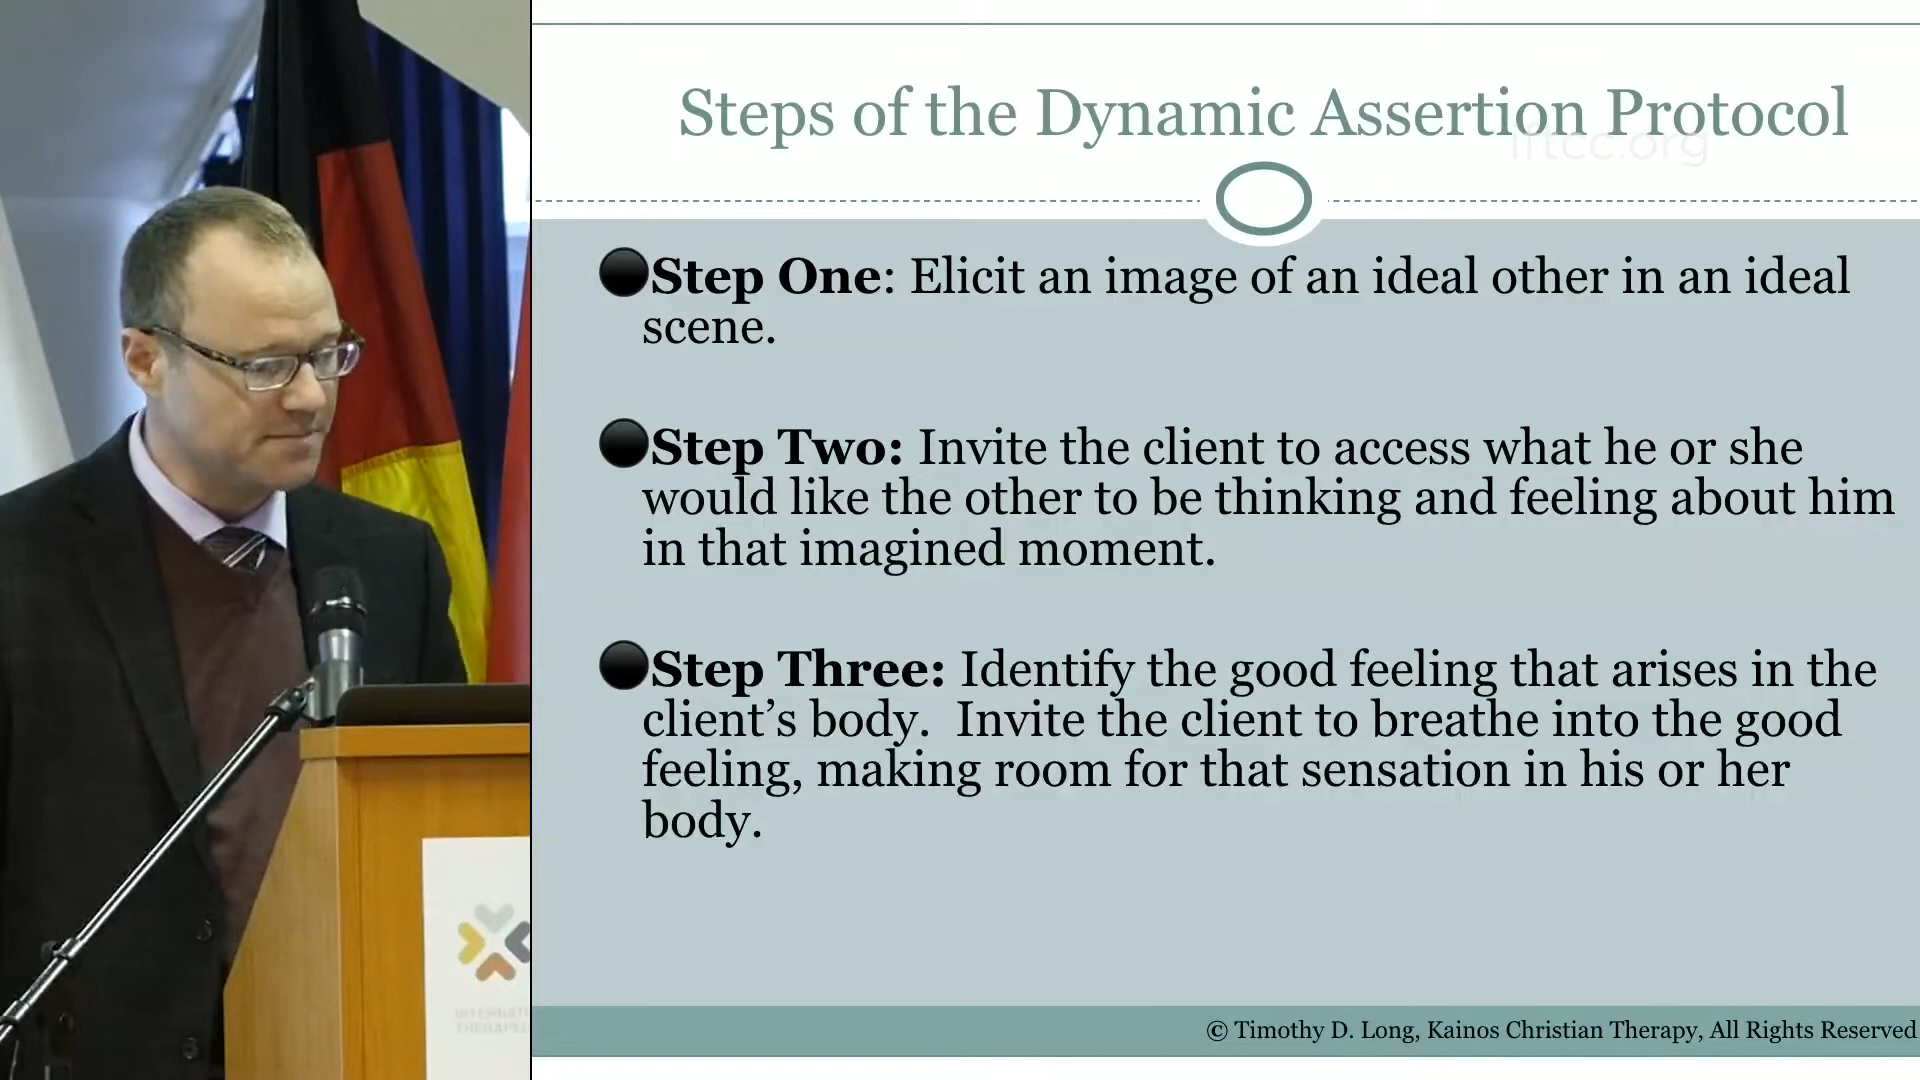 Steps of the Dynamic Assertion Protocol
iftcc.org
Step One: Elicit an image of an ideal other in an ideal
scene.
Step Two: Invite the client to access what he or she
would like the other to be thinking and feeling about him
in that imagined moment.
Step Three: Identify the good feeling that arises in the
client’s body. Invite the client to breathe into the good
feeling, making room for that sensation in his or her
body.
© Timothy D. Long, Kainos Christian Therapy, All Rights Reserved